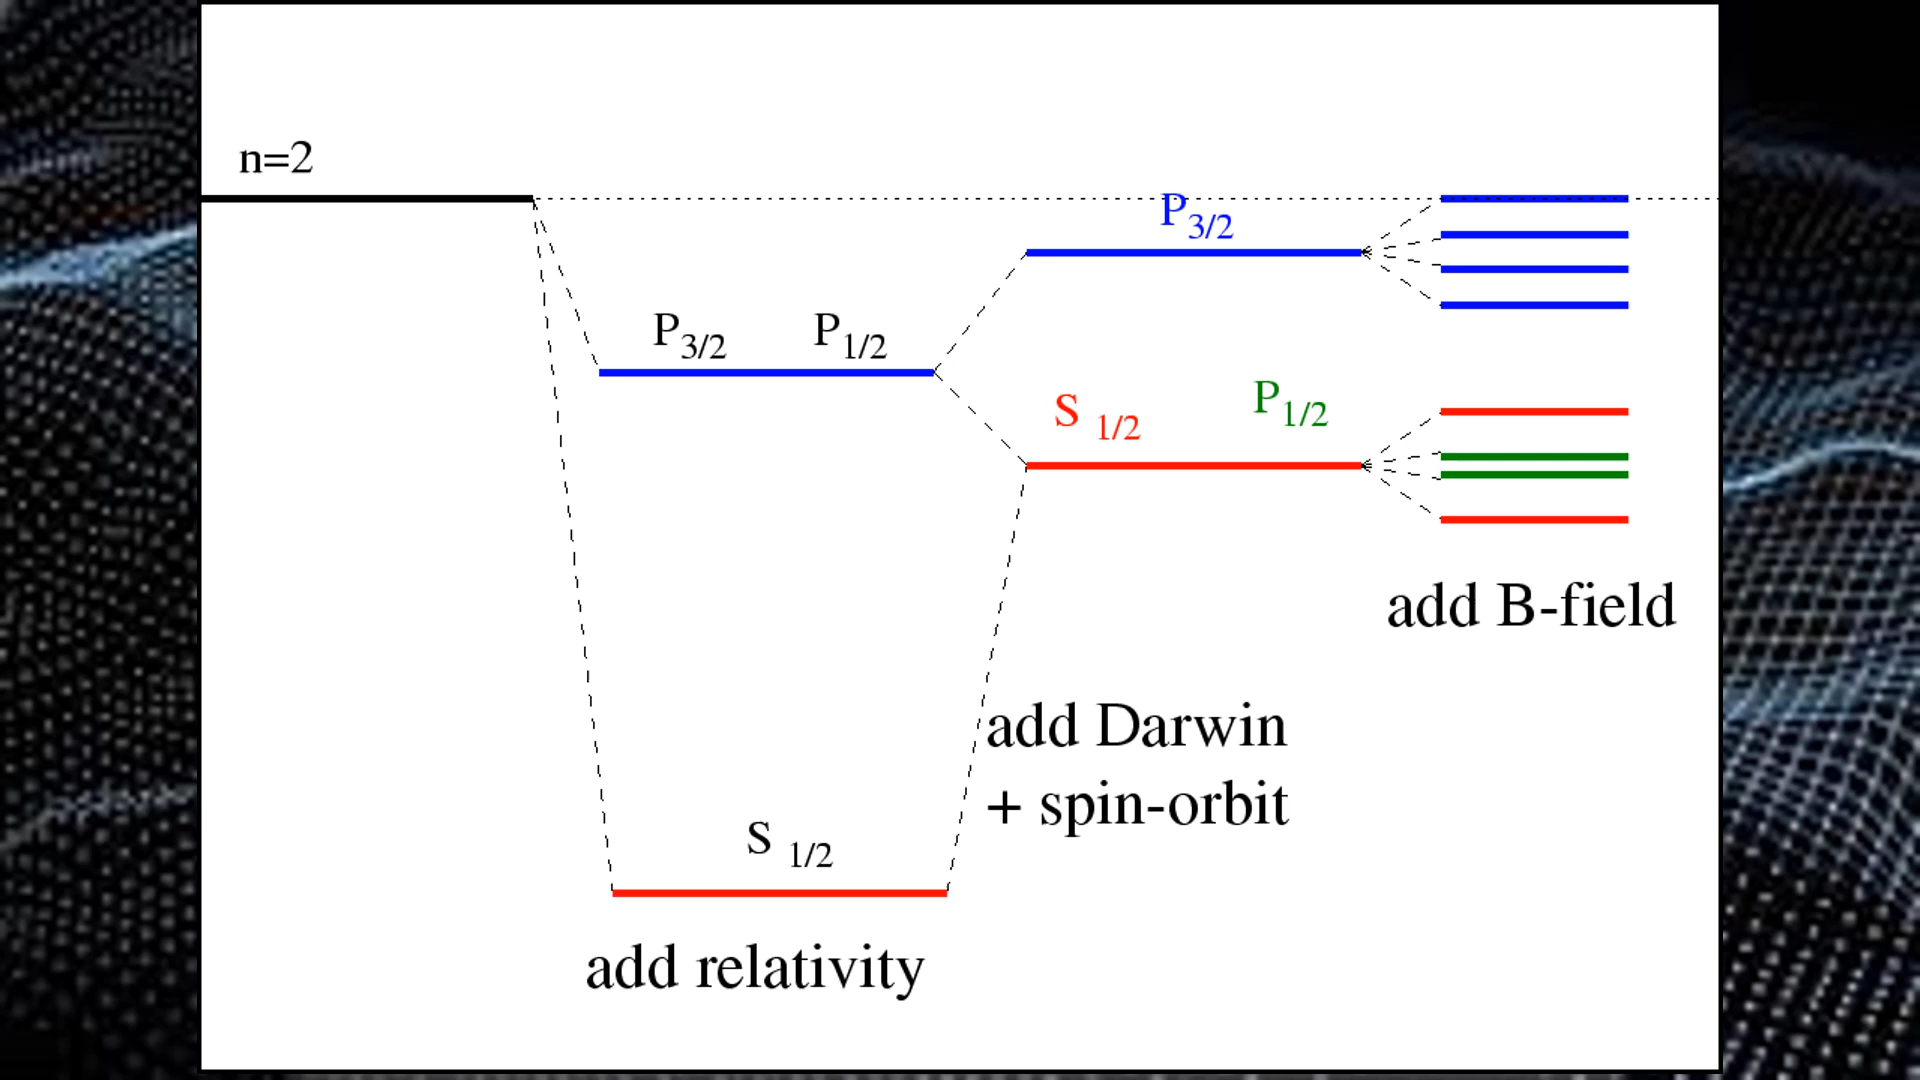 n=2
P3/2
P3/2 P1/2
S 1/2 P1/2
add B-field
add Darwin
+ spin-orbit
S 1/2
add relativity